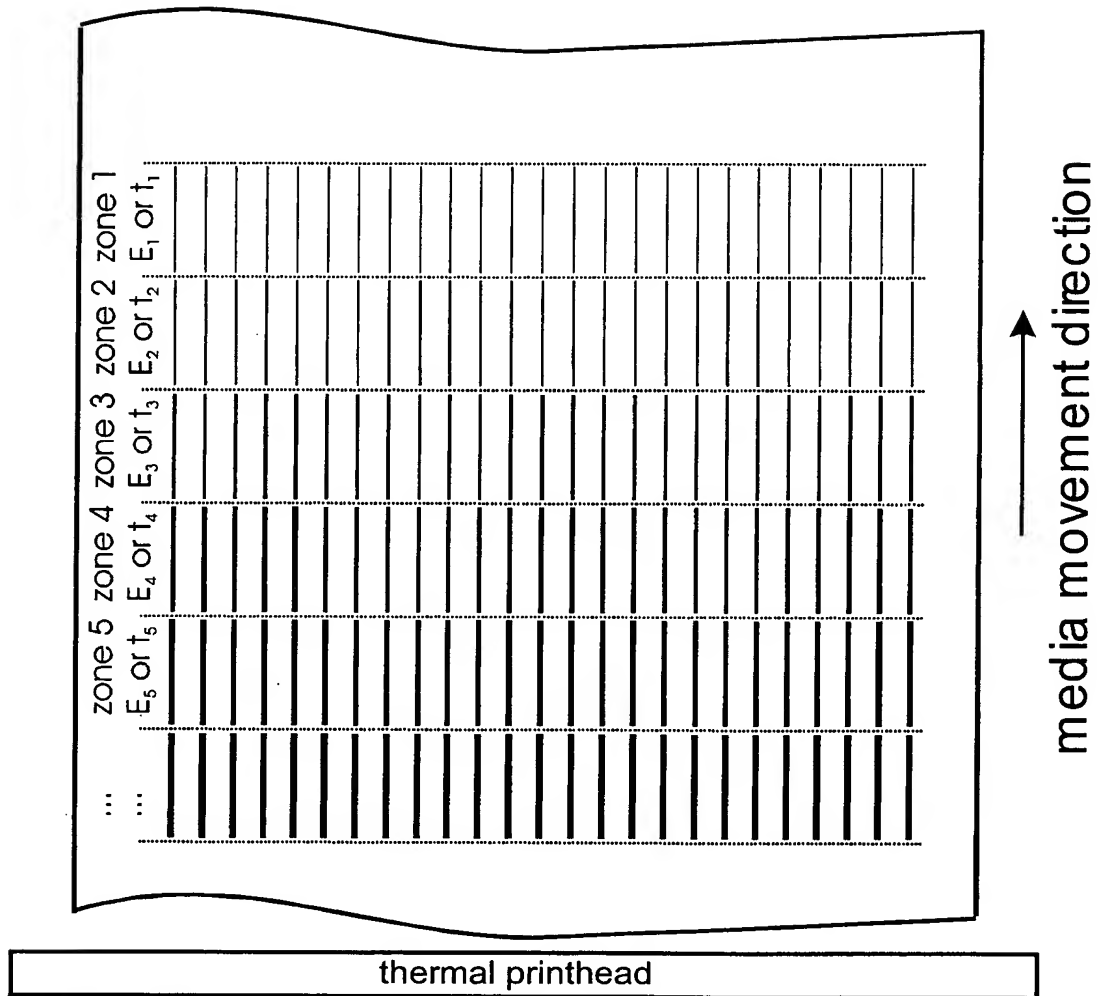 zone 1
E₁ or t₁
zone 2
E₂ or t₂
zone 3
E₃ or t₃
zone 4
E₄ or t₄
zone 5
E₅ or t₅
...
...
media movement direction
thermal printhead